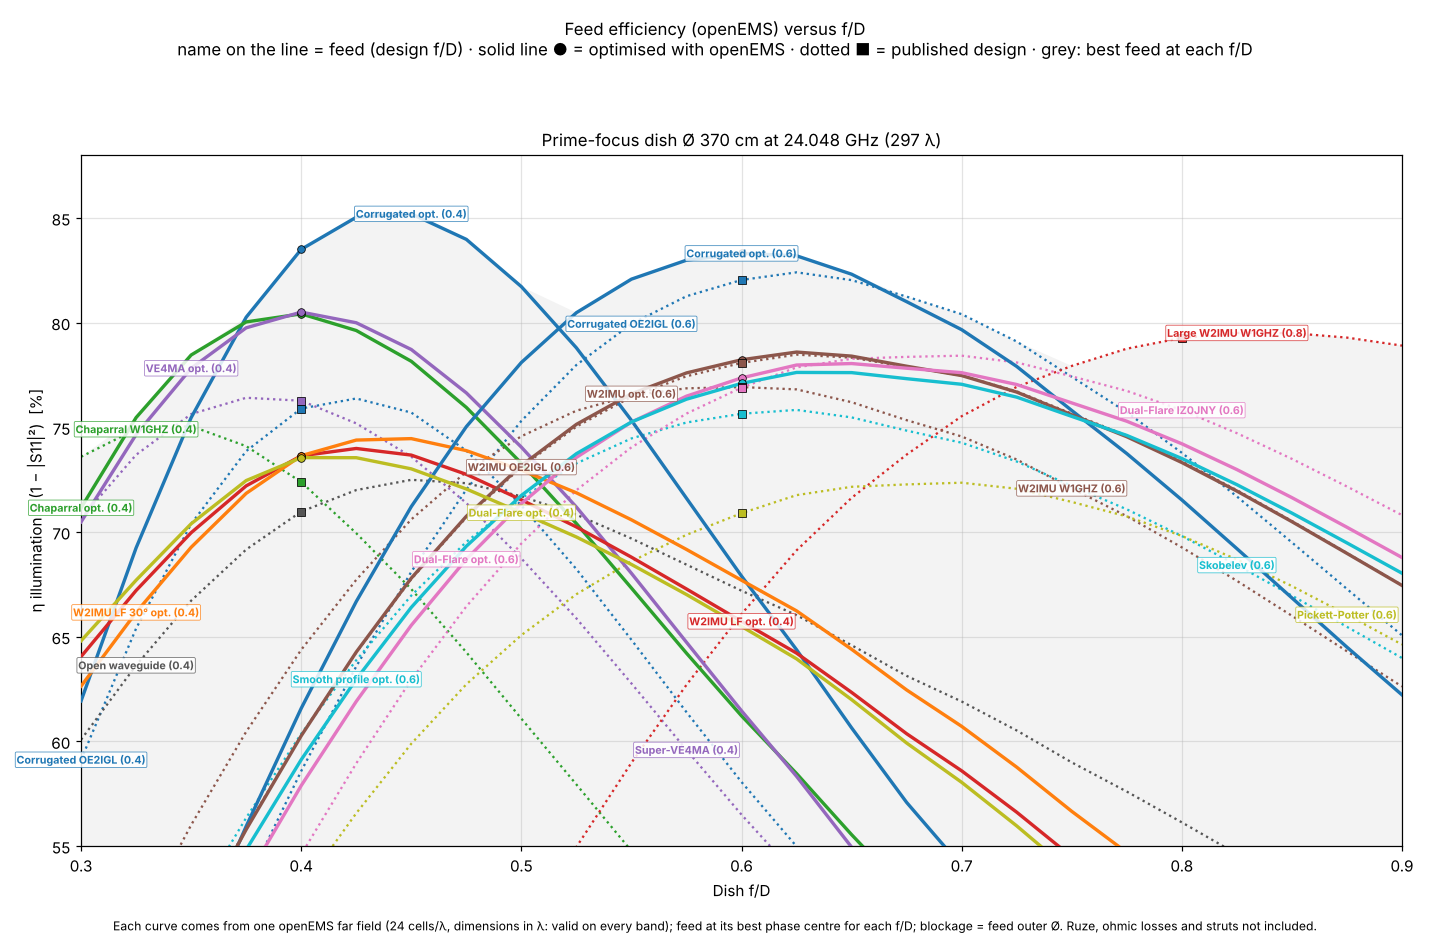 Feed efficiency (openEMS) versus f/D
name on the line = feed (design f/D) · solid line ● = optimised with openEMS · dotted ■ = published design · grey: best feed at each f/D
Prime-focus dish Ø 370 cm at 24.048 GHz (297 λ)
85
80
75
70
65
60
55
η illumination (1 − |S11|²) [%]
Corrugated opt. (0.4)
Corrugated opt. (0.6)
Corrugated OE2IGL (0.6)
Large W2IMU W1GHZ (0.8)
VE4MA opt. (0.4)
W2IMU opt. (0.6)
Dual-Flare IZ0JNY (0.6)
Chaparral W1GHZ (0.4)
W2IMU OE2IGL (0.6)
W2IMU W1GHZ (0.6)
Chaparral opt. (0.4)
Dual-Flare opt. (0.4)
Dual-Flare opt. (0.6)
Skobelev (0.6)
W2IMU LF 30° opt. (0.4)
W2IMU LF opt. (0.4)
Pickett-Potter (0.6)
Open waveguide (0.4)
Smooth profile opt. (0.6)
Super-VE4MA (0.4)
Corrugated OE2IGL (0.4)
0.3 0.4 0.5 0.6 0.7 0.8 0.9
Dish f/D
Each curve comes from one openEMS far field (24 cells/λ, dimensions in λ: valid on every band); feed at its best phase centre for each f/D; blockage = feed outer Ø. Ruze, ohmic losses and struts not included.